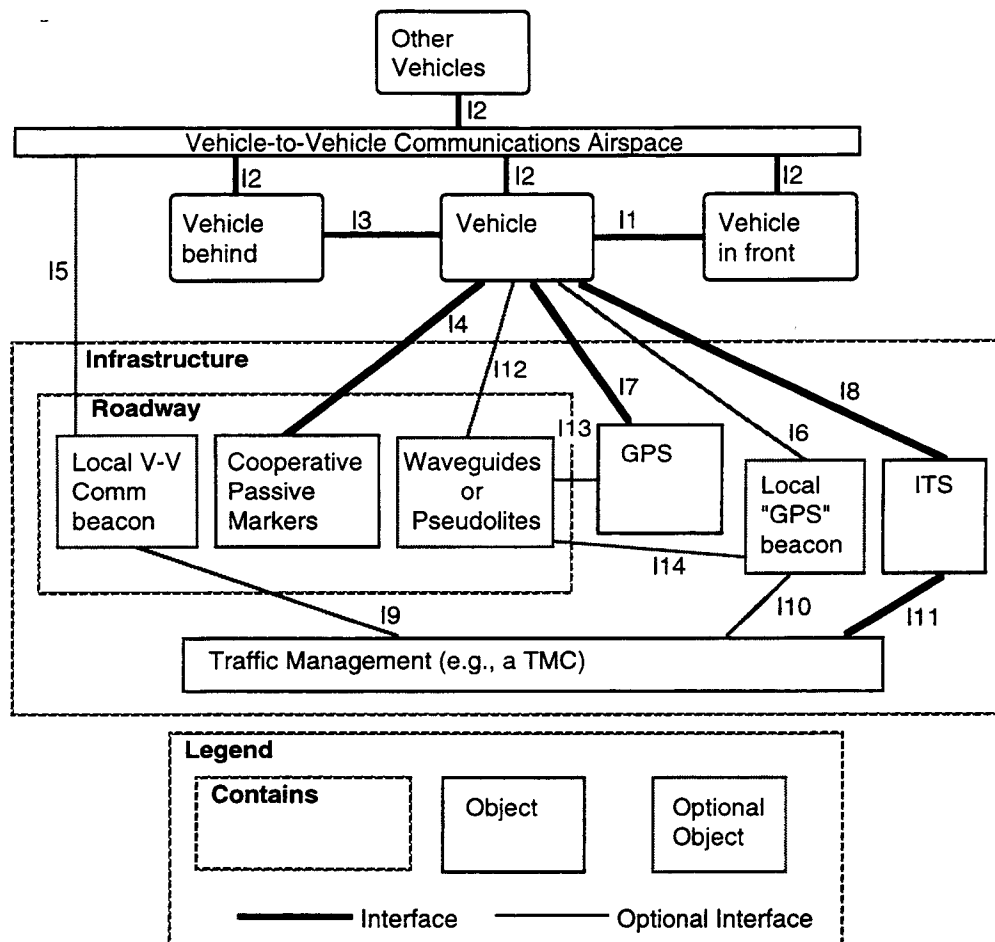 Other
Vehicles
I2
Vehicle-to-Vehicle Communications Airspace
I2
I2
I2
Vehicle
behind
I3
Vehicle
I1
Vehicle
in front
I5
I4
Infrastructure
I12
I7
I8
Roadway
I13
I6
Local V-V
Comm
beacon
Cooperative
Passive
Markers
Waveguides
or
Pseudolites
GPS
Local
"GPS"
beacon
ITS
I14
I9
I10
I11
Traffic Management (e.g., a TMC)
Legend
Contains
Object
Optional
Object
Interface
Optional Interface